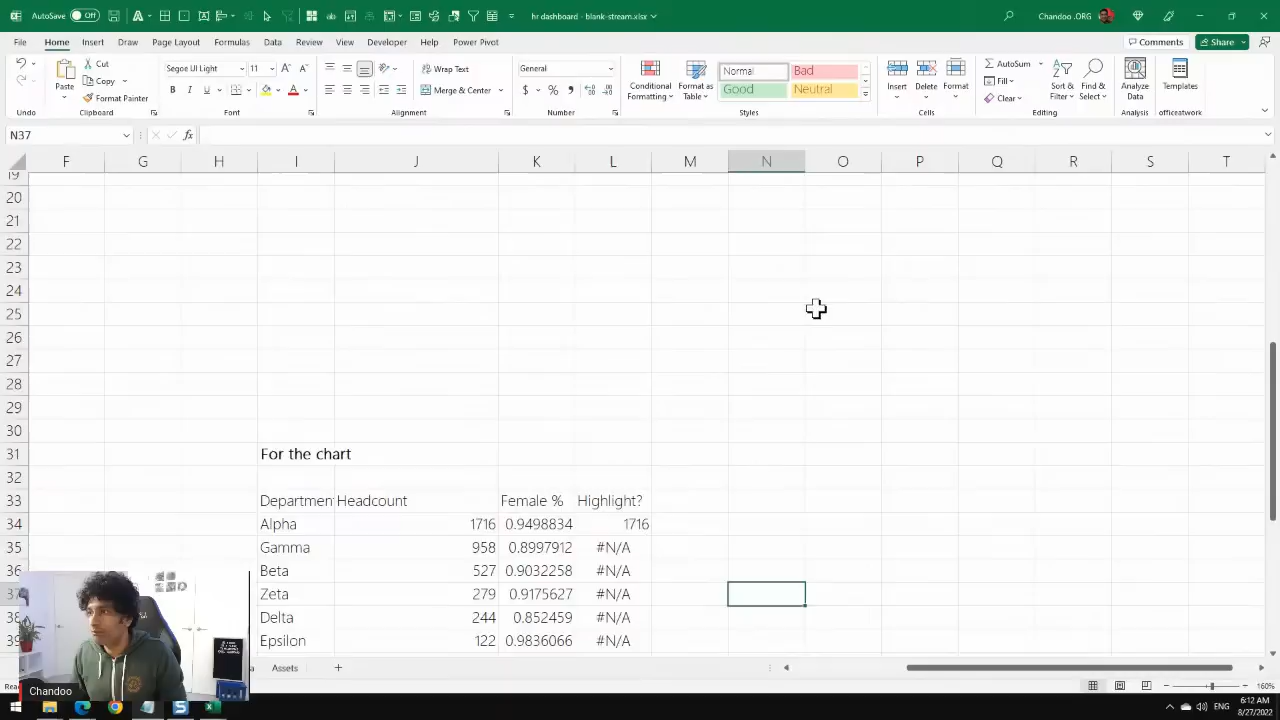 AutoSave Off hr dashboard - blank-stream.xlsx Chandoo .ORG
File Home Insert Draw Page Layout Formulas Data Review View Developer Help Power Pivot Comments Share
Cut Segoe UI Light 11 Wrap Text General Normal Bad AutoSum
Paste Copy Conditional Format as Insert Delete Format Fill Sort & Find & Analyze Templates
Format Painter B I U Merge & Center $ % Formatting Table Good Neutral Clear Filter Select Data
Undo Clipboard Font Alignment Number Styles Cells Editing Analysis officeatwork
N37 fx
F G H I J K L M N O P Q R S T
19
20
21
22
23
24
25
26
27
28
29
30
31 For the chart
32
33 Departmen Headcount Female % Highlight?
34 Alpha 1716 0.9498834 1716
35 Gamma 958 0.8997912 #N/A
36 Beta 527 0.9032258 #N/A
37 Zeta 279 0.9175627 #N/A
38 Delta 244 0.852459 #N/A
39 Epsilon 122 0.9836066 #N/A
Assets
Chandoo
160%
ENG 6:12 AM
8/27/2022